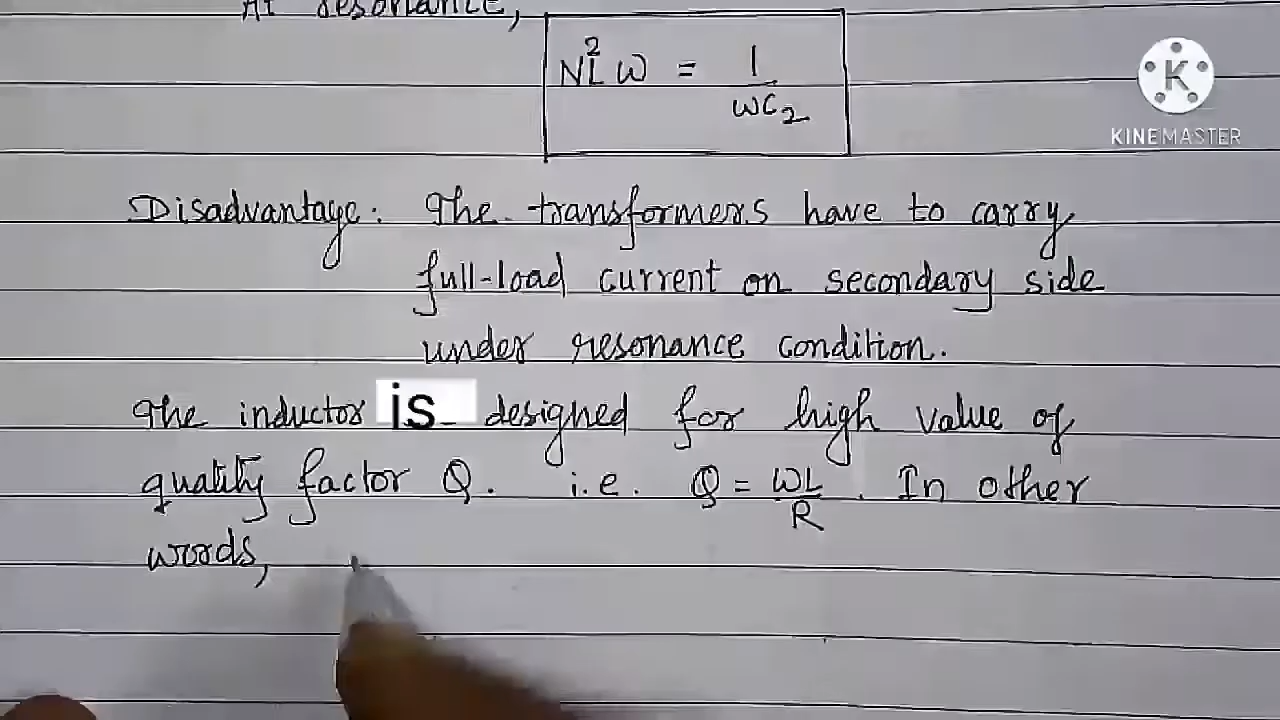 At resonance,
N²Lω = 1/ωC₂
KINEMASTER
Disadvantage: The transformers have to carry
full-load current on secondary side
under resonance condition.
The inductor is designed for high value of
quality factor Q. i.e. Q = ωL/R . In other
words,